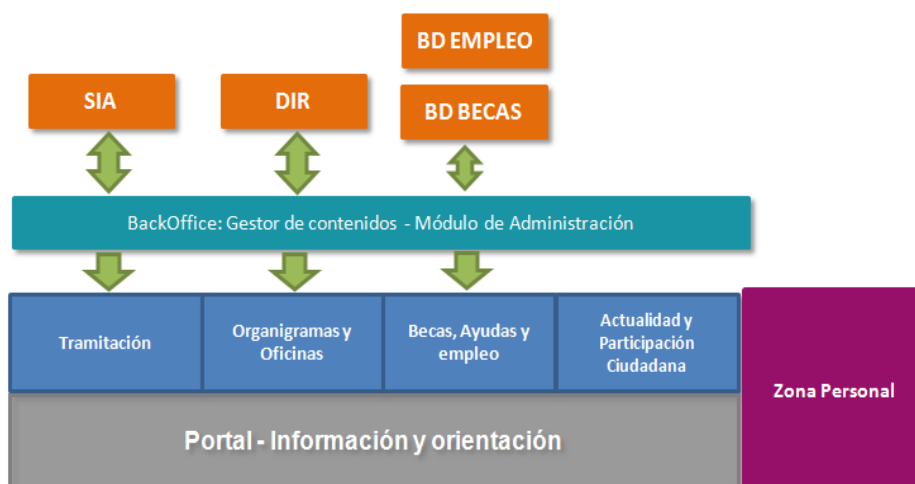 BD EMPLEO
SIA
DIR
BD BECAS
BackOffice: Gestor de contenidos - Módulo de Administración
Tramitación
Organigramas y
Oficinas
Becas, Ayudas y
empleo
Actualidad y
Participación
Ciudadana
Zona Personal
Portal - Información y orientación